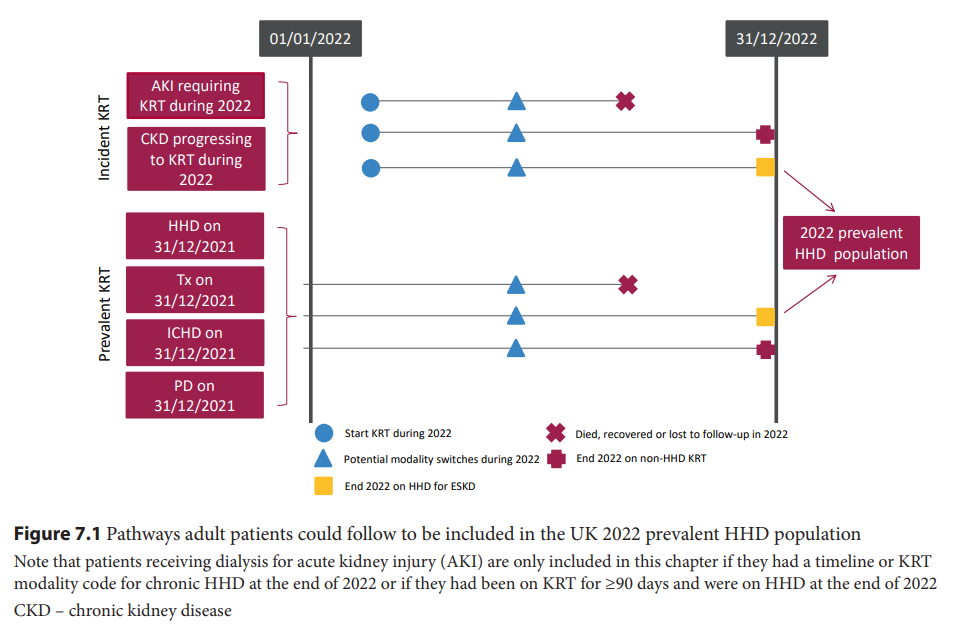 01/01/2022
31/12/2022
Incident KRT
AKI requiring
KRT during 2022
CKD progressing
to KRT during
2022
Prevalent KRT
HHD on
31/12/2021
Tx on
31/12/2021
ICHD on
31/12/2021
PD on
31/12/2021
2022 prevalent
HHD population
Start KRT during 2022
Died, recovered or lost to follow-up in 2022
Potential modality switches during 2022
End 2022 on non-HHD KRT
End 2022 on HHD for ESKD
Figure 7.1 Pathways adult patients could follow to be included in the UK 2022 prevalent HHD population
Note that patients receiving dialysis for acute kidney injury (AKI) are only included in this chapter if they had a timeline or KRT
modality code for chronic HHD at the end of 2022 or if they had been on KRT for ≥90 days and were on HHD at the end of 2022
CKD – chronic kidney disease